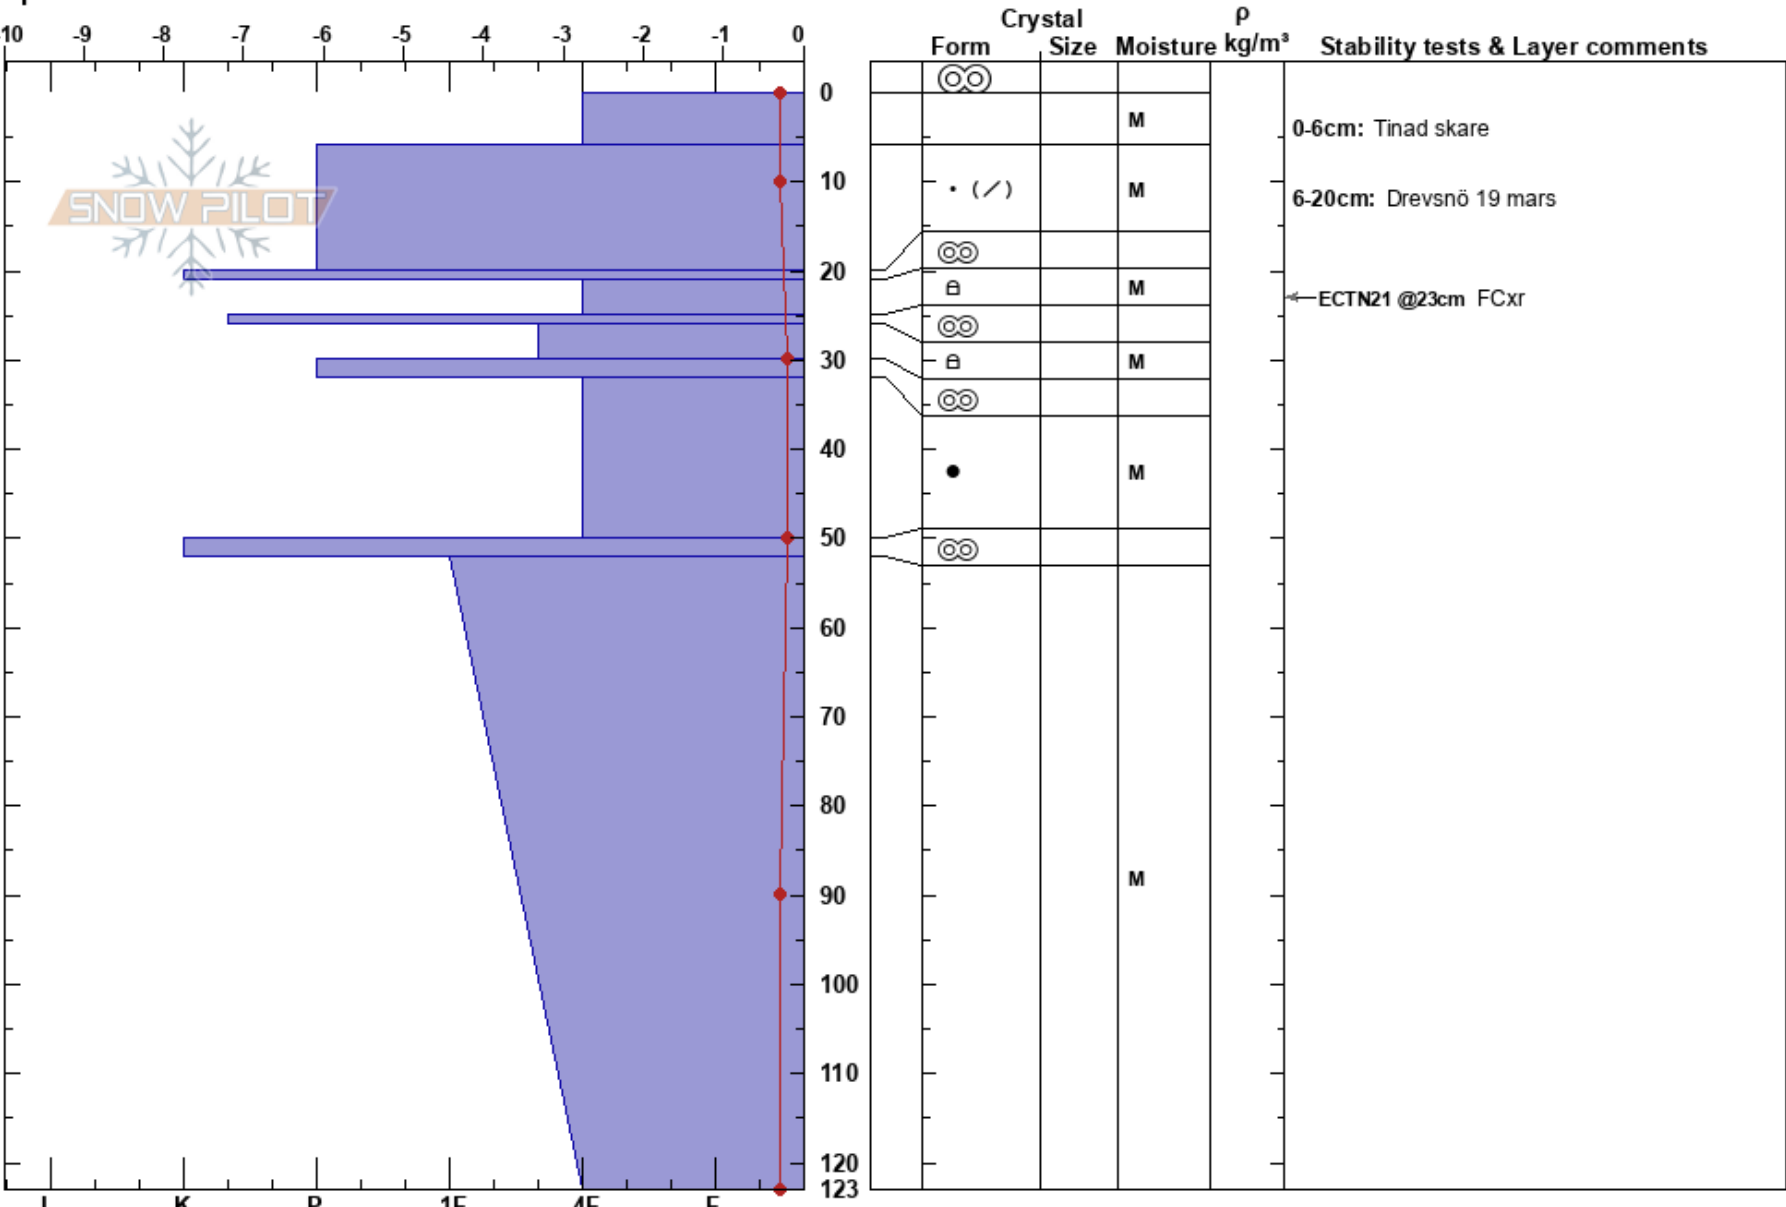 Crystal ρ
-10 -9 -8 -7 -6 -5 -4 -3 -2 -1 0 Form Size Moisture kg/m³ Stability tests & Layer comments
0
M 0-6cm: Tinad skare
SNOW PILOT
10 • (/) M 6-20cm: Drevsnö 19 mars
20
M ECTN21 @23cm FCxr
30 M
40
M
50
60
70
80
M
90
100
110
120
123
I K P 1F 4F F